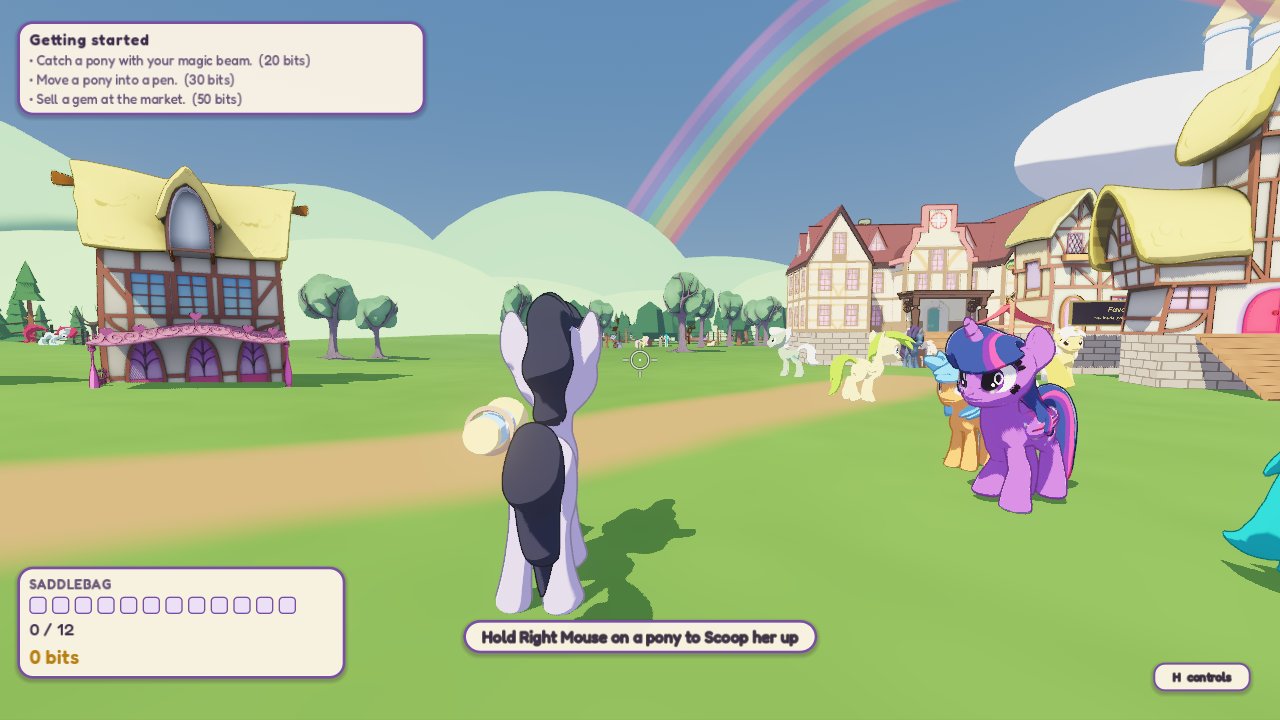 Getting started
• Catch a pony with your magic beam. (20 bits)
• Move a pony into a pen. (30 bits)
• Sell a gem at the market. (50 bits)
SADDLEBAG
0 / 12
0 bits
Hold Right Mouse on a pony to Scoop her up
H controls